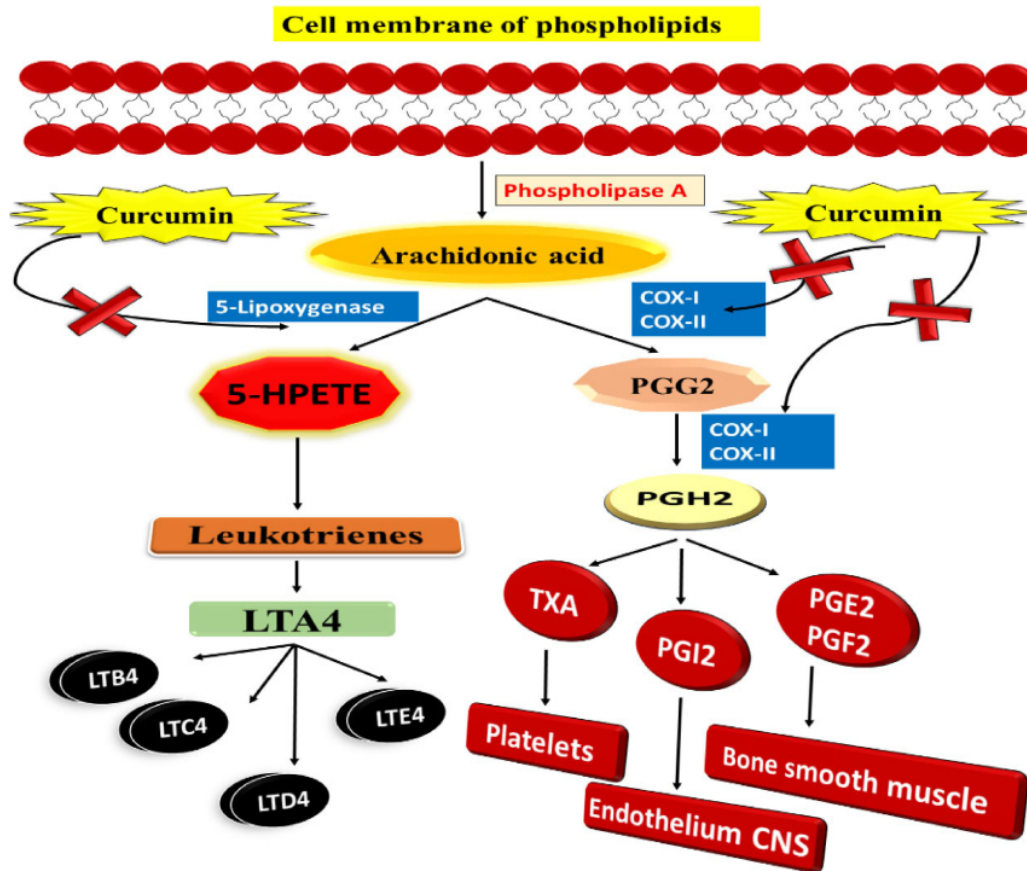 Cell membrane of phospholipids
Phospholipase A
Curcumin
Curcumin
Arachidonic acid
5-Lipoxygenase
COX-I
COX-II
5-HPETE
PGG2
COX-I
COX-II
PGH2
Leukotrienes
LTA4
TXA
PGI2
PGE2
PGF2
LTB4
LTC4
LTE4
LTD4
Platelets
Endothelium CNS
Bone smooth muscle